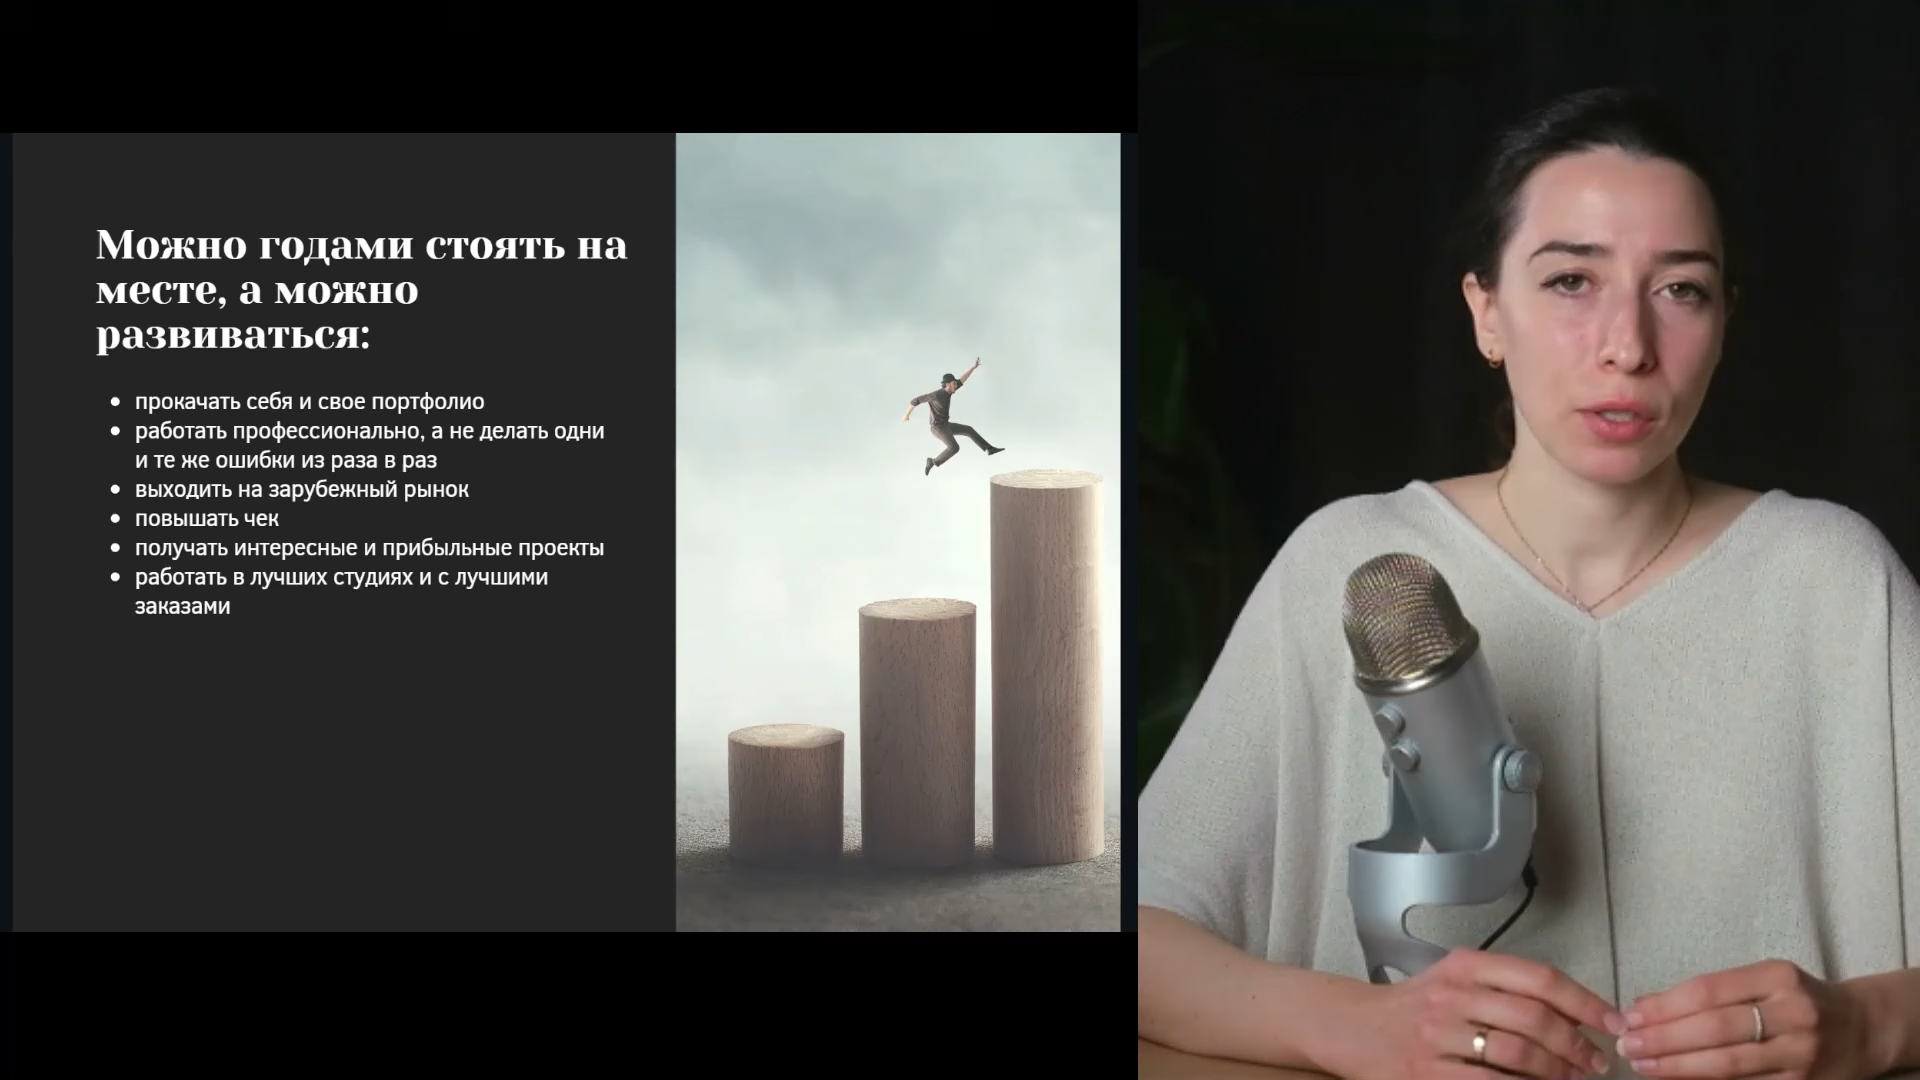 Можно годами стоять на
месте, а можно
развиваться:
• прокачать себя и свое портфолио
• работать профессионально, а не делать одни
и те же ошибки из раза в раз
• выходить на зарубежный рынок
• повышать чек
• получать интересные и прибыльные проекты
• работать в лучших студиях и с лучшими
заказами